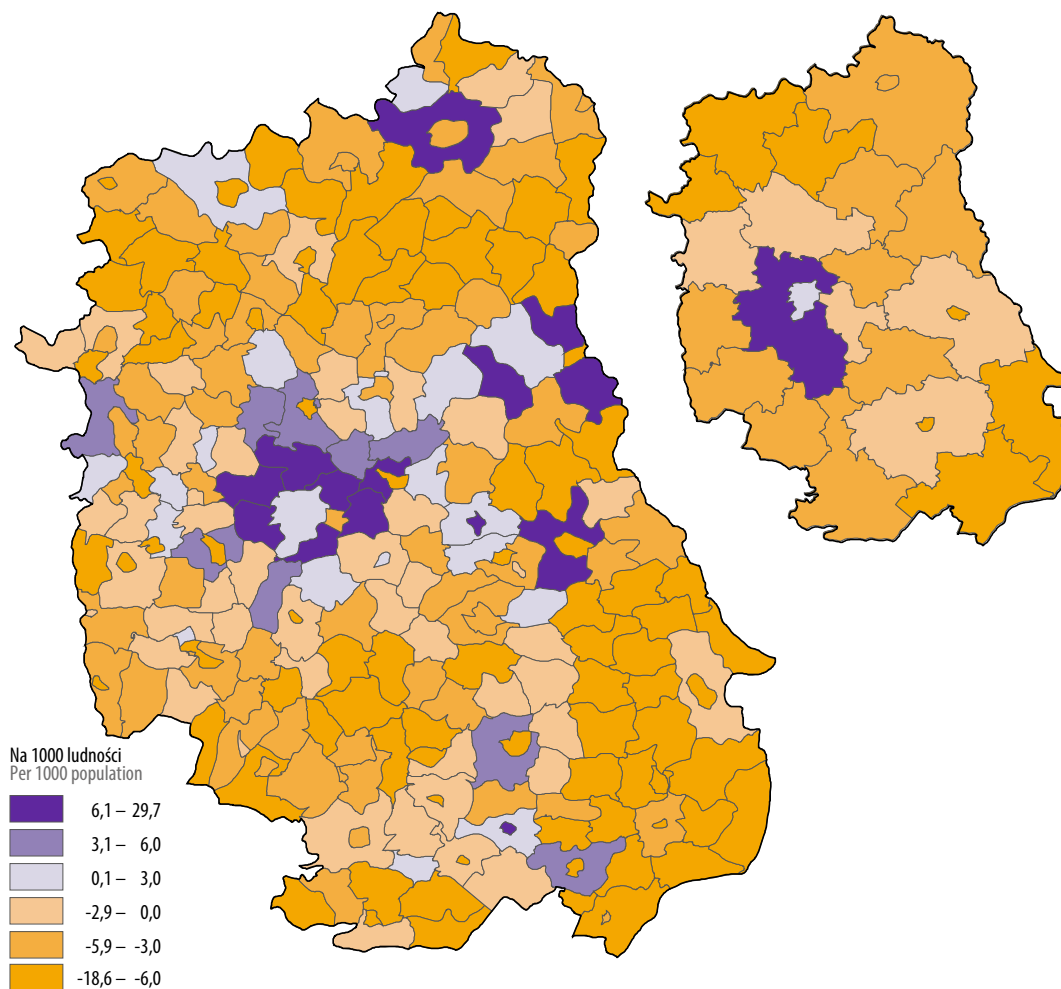 Na 1000 ludności
Per 1000 population
6,1 – 29,7
3,1 – 6,0
0,1 – 3,0
-2,9 – 0,0
-5,9 – -3,0
-18,6 – -6,0